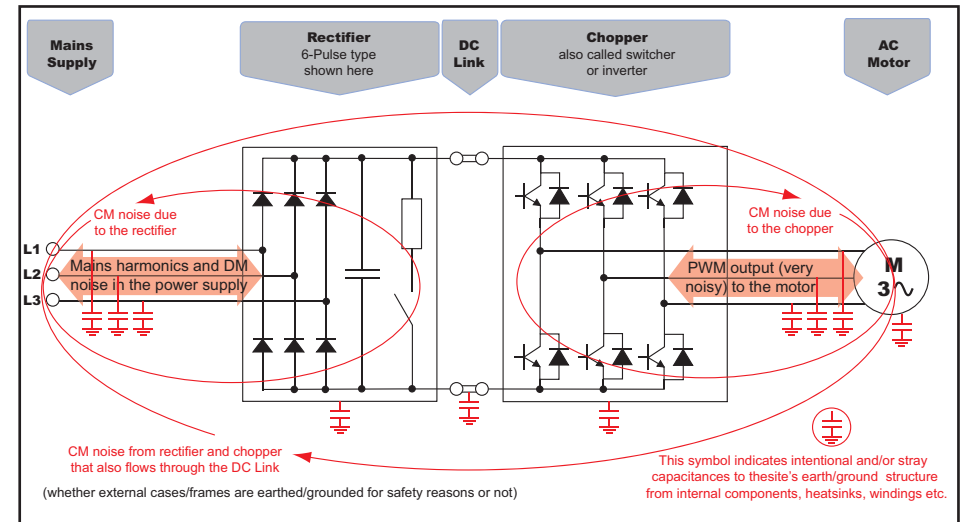 Mains
Supply
Rectifier
6-Pulse type
shown here
DC
Link
Chopper
also called switcher
or inverter
AC
Motor
CM noise due
to the rectifier
CM noise due
to the chopper
L1
L2
L3
Mains harmonics and DM
noise in the power supply
PWM output (very
noisy) to the motor
M
3∿
CM noise from rectifier and chopper
that also flows through the DC Link
This symbol indicates intentional and/or stray
capacitances to thesite's earth/ground structure
from internal components, heatsinks, windings etc.
(whether external cases/frames are earthed/grounded for safety reasons or not)